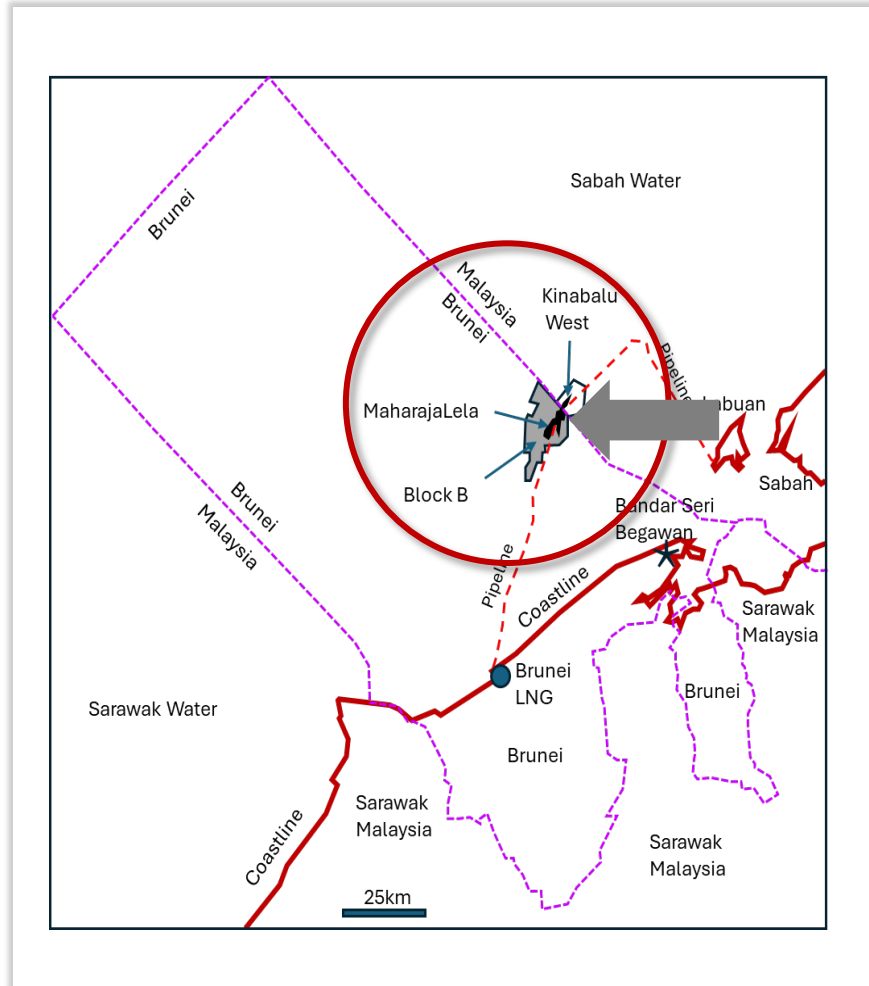 Sabah Water
Brunei
Malaysia
Brunei
Kinabalu
West
Pipeline
MaharajaLela
Block B
Sabah
Brunei
Malaysia
Bandar Seri
Begawan
Pipeline
Coastline
Sarawak
Malaysia
Brunei
LNG
Brunei
Sarawak Water
Brunei
Sarawak
Malaysia
Coastline
Sarawak
Malaysia
25km